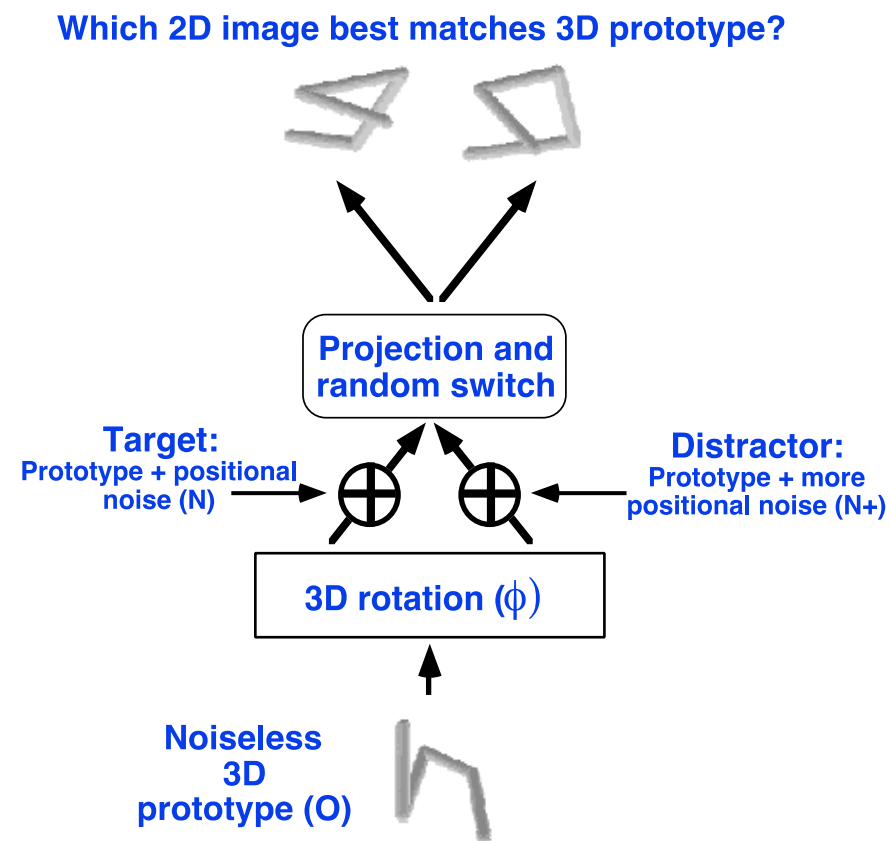 Which 2D image best matches 3D prototype?
Projection and
random switch
Target:
Prototype + positional
noise (N)
Distractor:
Prototype + more
positional noise (N+)
3D rotation (ϕ)
Noiseless
3D
prototype (O)